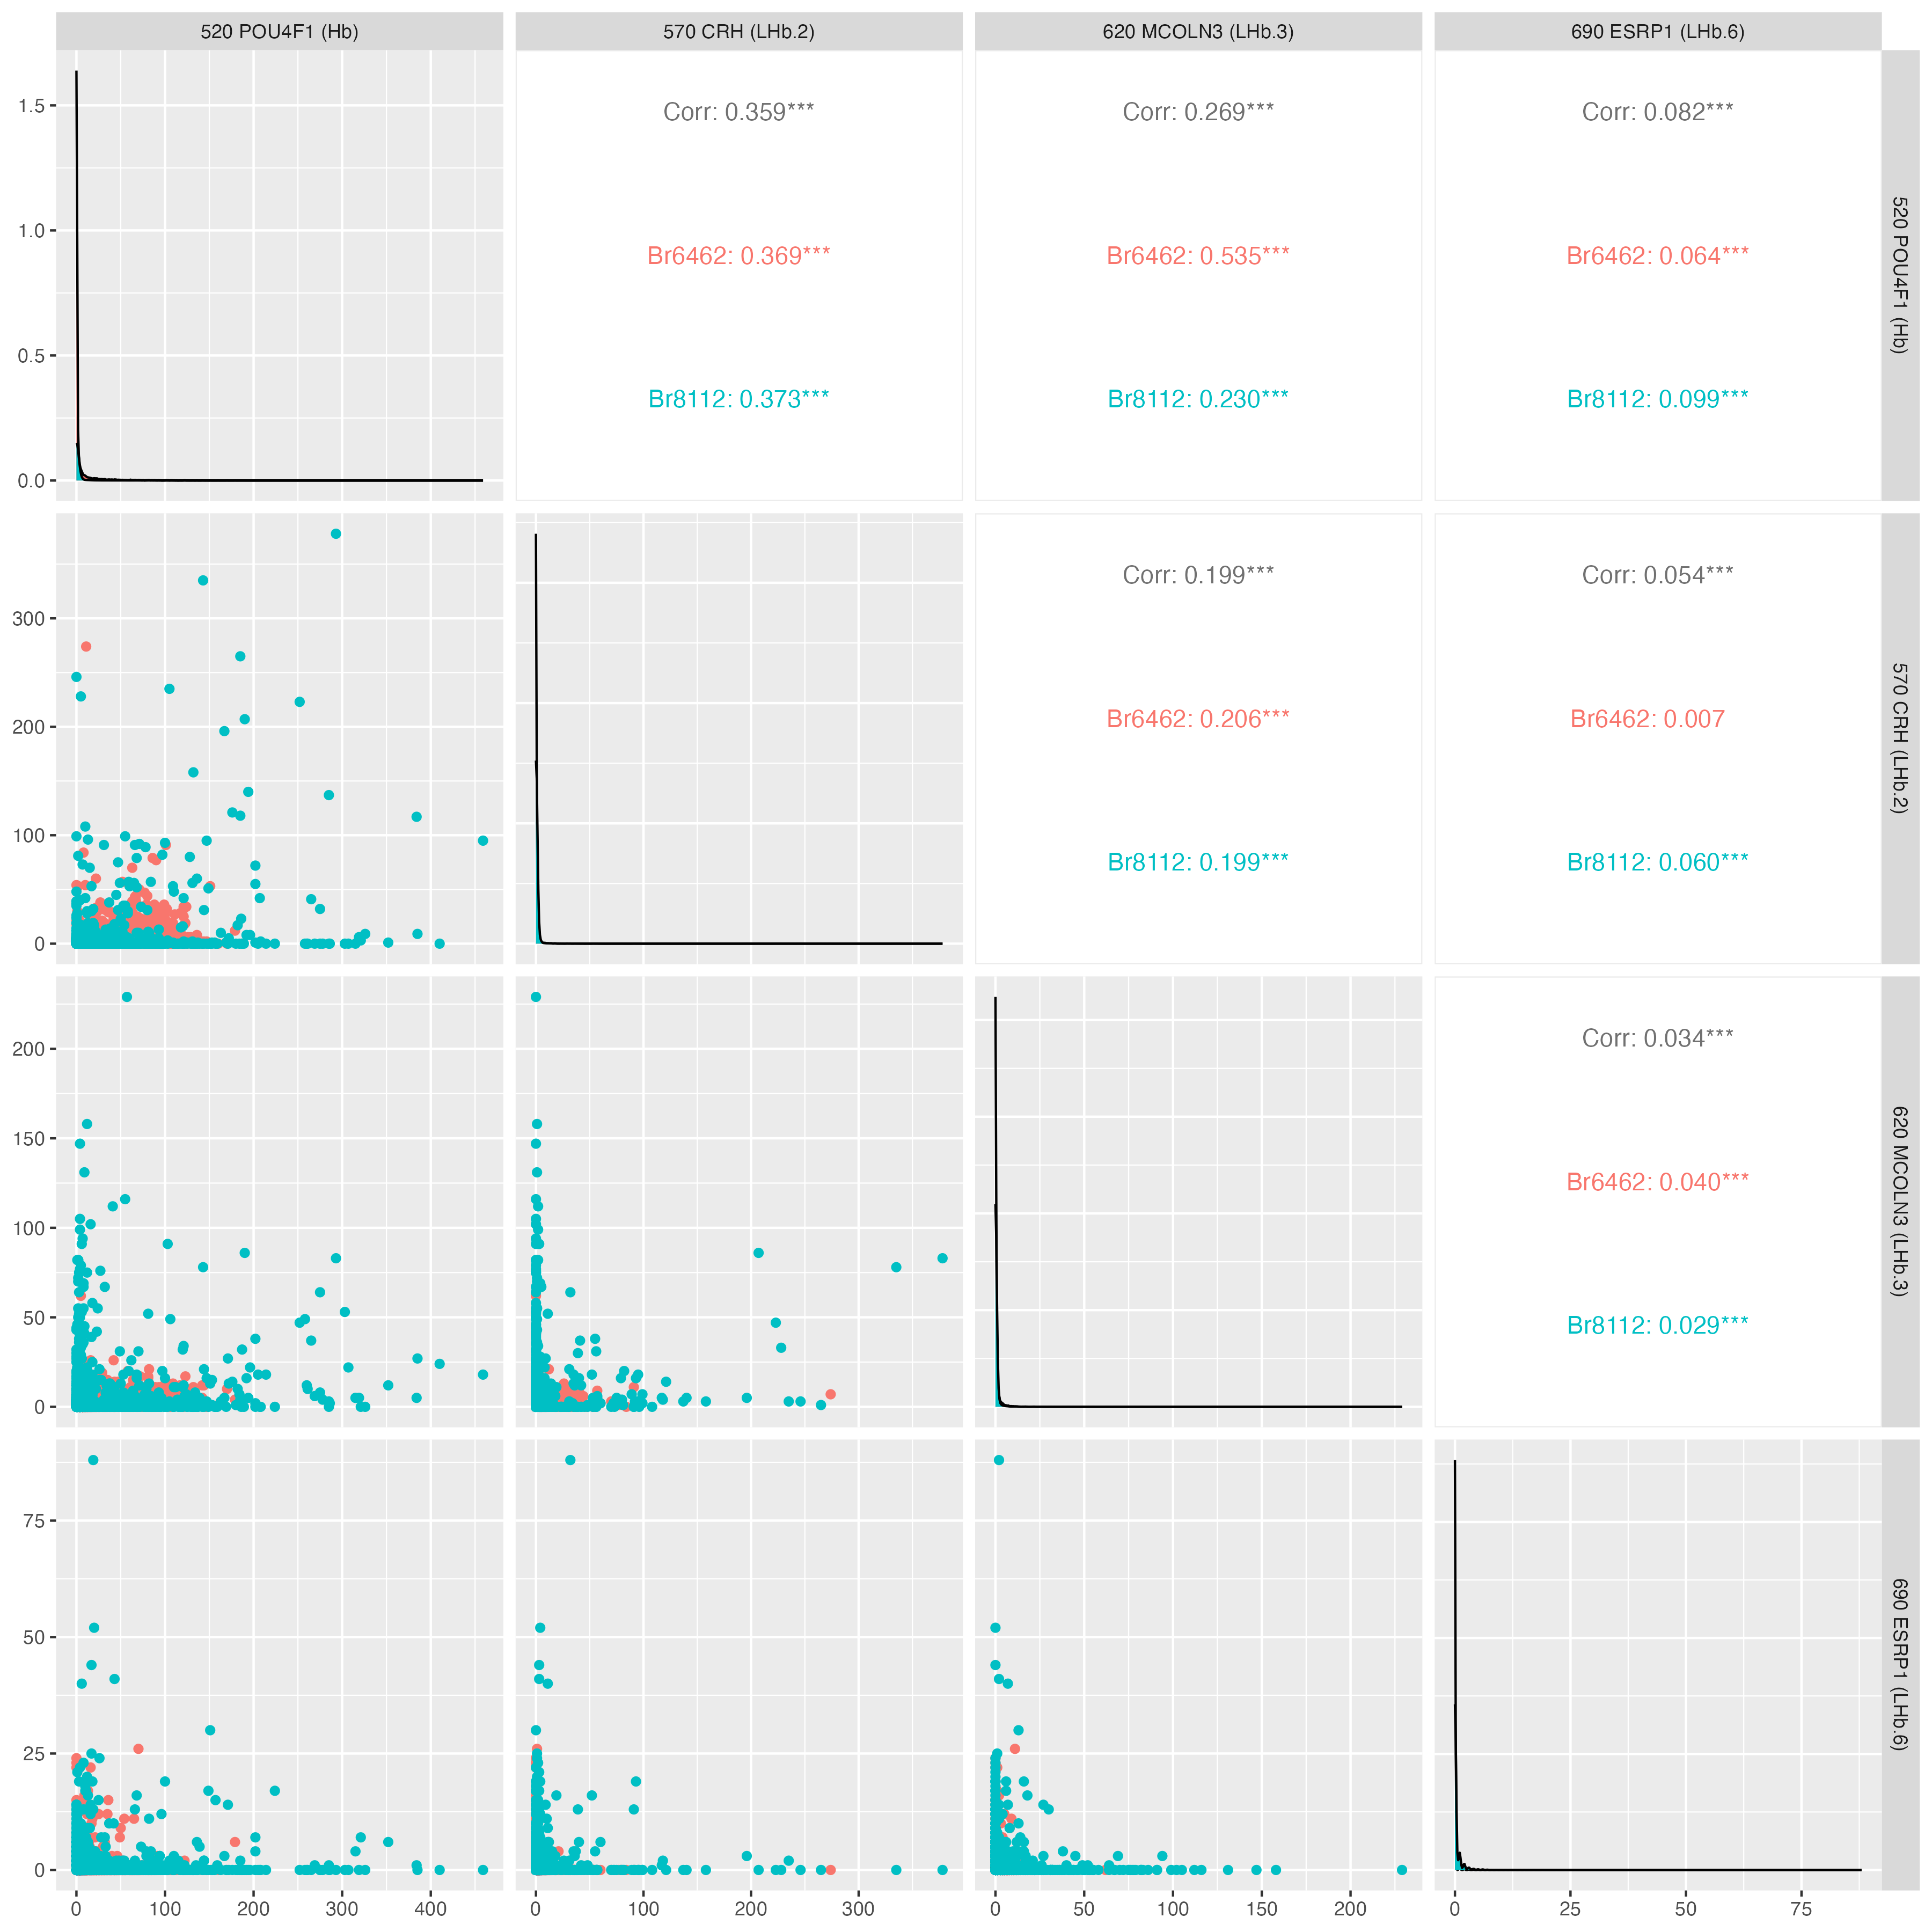 520 POU4F1 (Hb)
570 CRH (LHb.2)
620 MCOLN3 (LHb.3)
690 ESRP1 (LHb.6)
1.5
1.0
0.5
0.0
Corr: 0.359***
Br6462: 0.369***
Br8112: 0.373***
Corr: 0.269***
Br6462: 0.535***
Br8112: 0.230***
Corr: 0.082***
Br6462: 0.064***
Br8112: 0.099***
520 POU4F1 (Hb)
300
200
100
0
Corr: 0.199***
Br6462: 0.206***
Br8112: 0.199***
Corr: 0.054***
Br6462: 0.007
Br8112: 0.060***
570 CRH (LHb.2)
200
150
100
50
0
Corr: 0.034***
Br6462: 0.040***
Br8112: 0.029***
620 MCOLN3 (LHb.3)
75
50
25
0
690 ESRP1 (LHb.6)
0 100 200 300 400
0 100 200 300
0 50 100 150 200
0 25 50 75